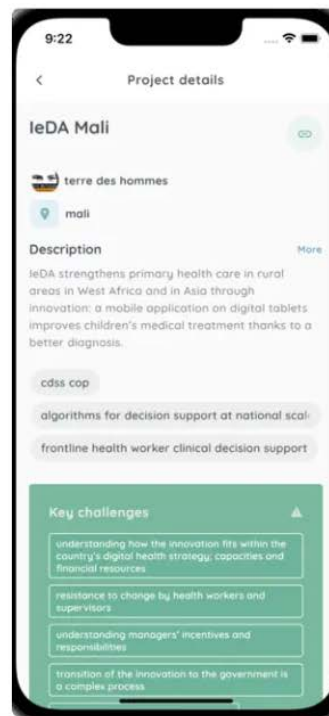 9:22
Project details
IeDA Mali
terre des hommes
mali
Description
More
IeDA strengthens primary health care in rural
areas in West Africa and in Asia through
innovation: a mobile application on digital tablets
improves children's medical treatment thanks to a
better diagnosis.
cdss cop
algorithms for decision support at national scal
frontline health worker clinical decision support
Key challenges
understanding how the innovation fits within the
country's digital health strategy; capacities and
financial resources
resistance to change by health workers and
supervisors
understanding managers' incentives and
responsibilities
transition of the innovation to the government is
a complex process